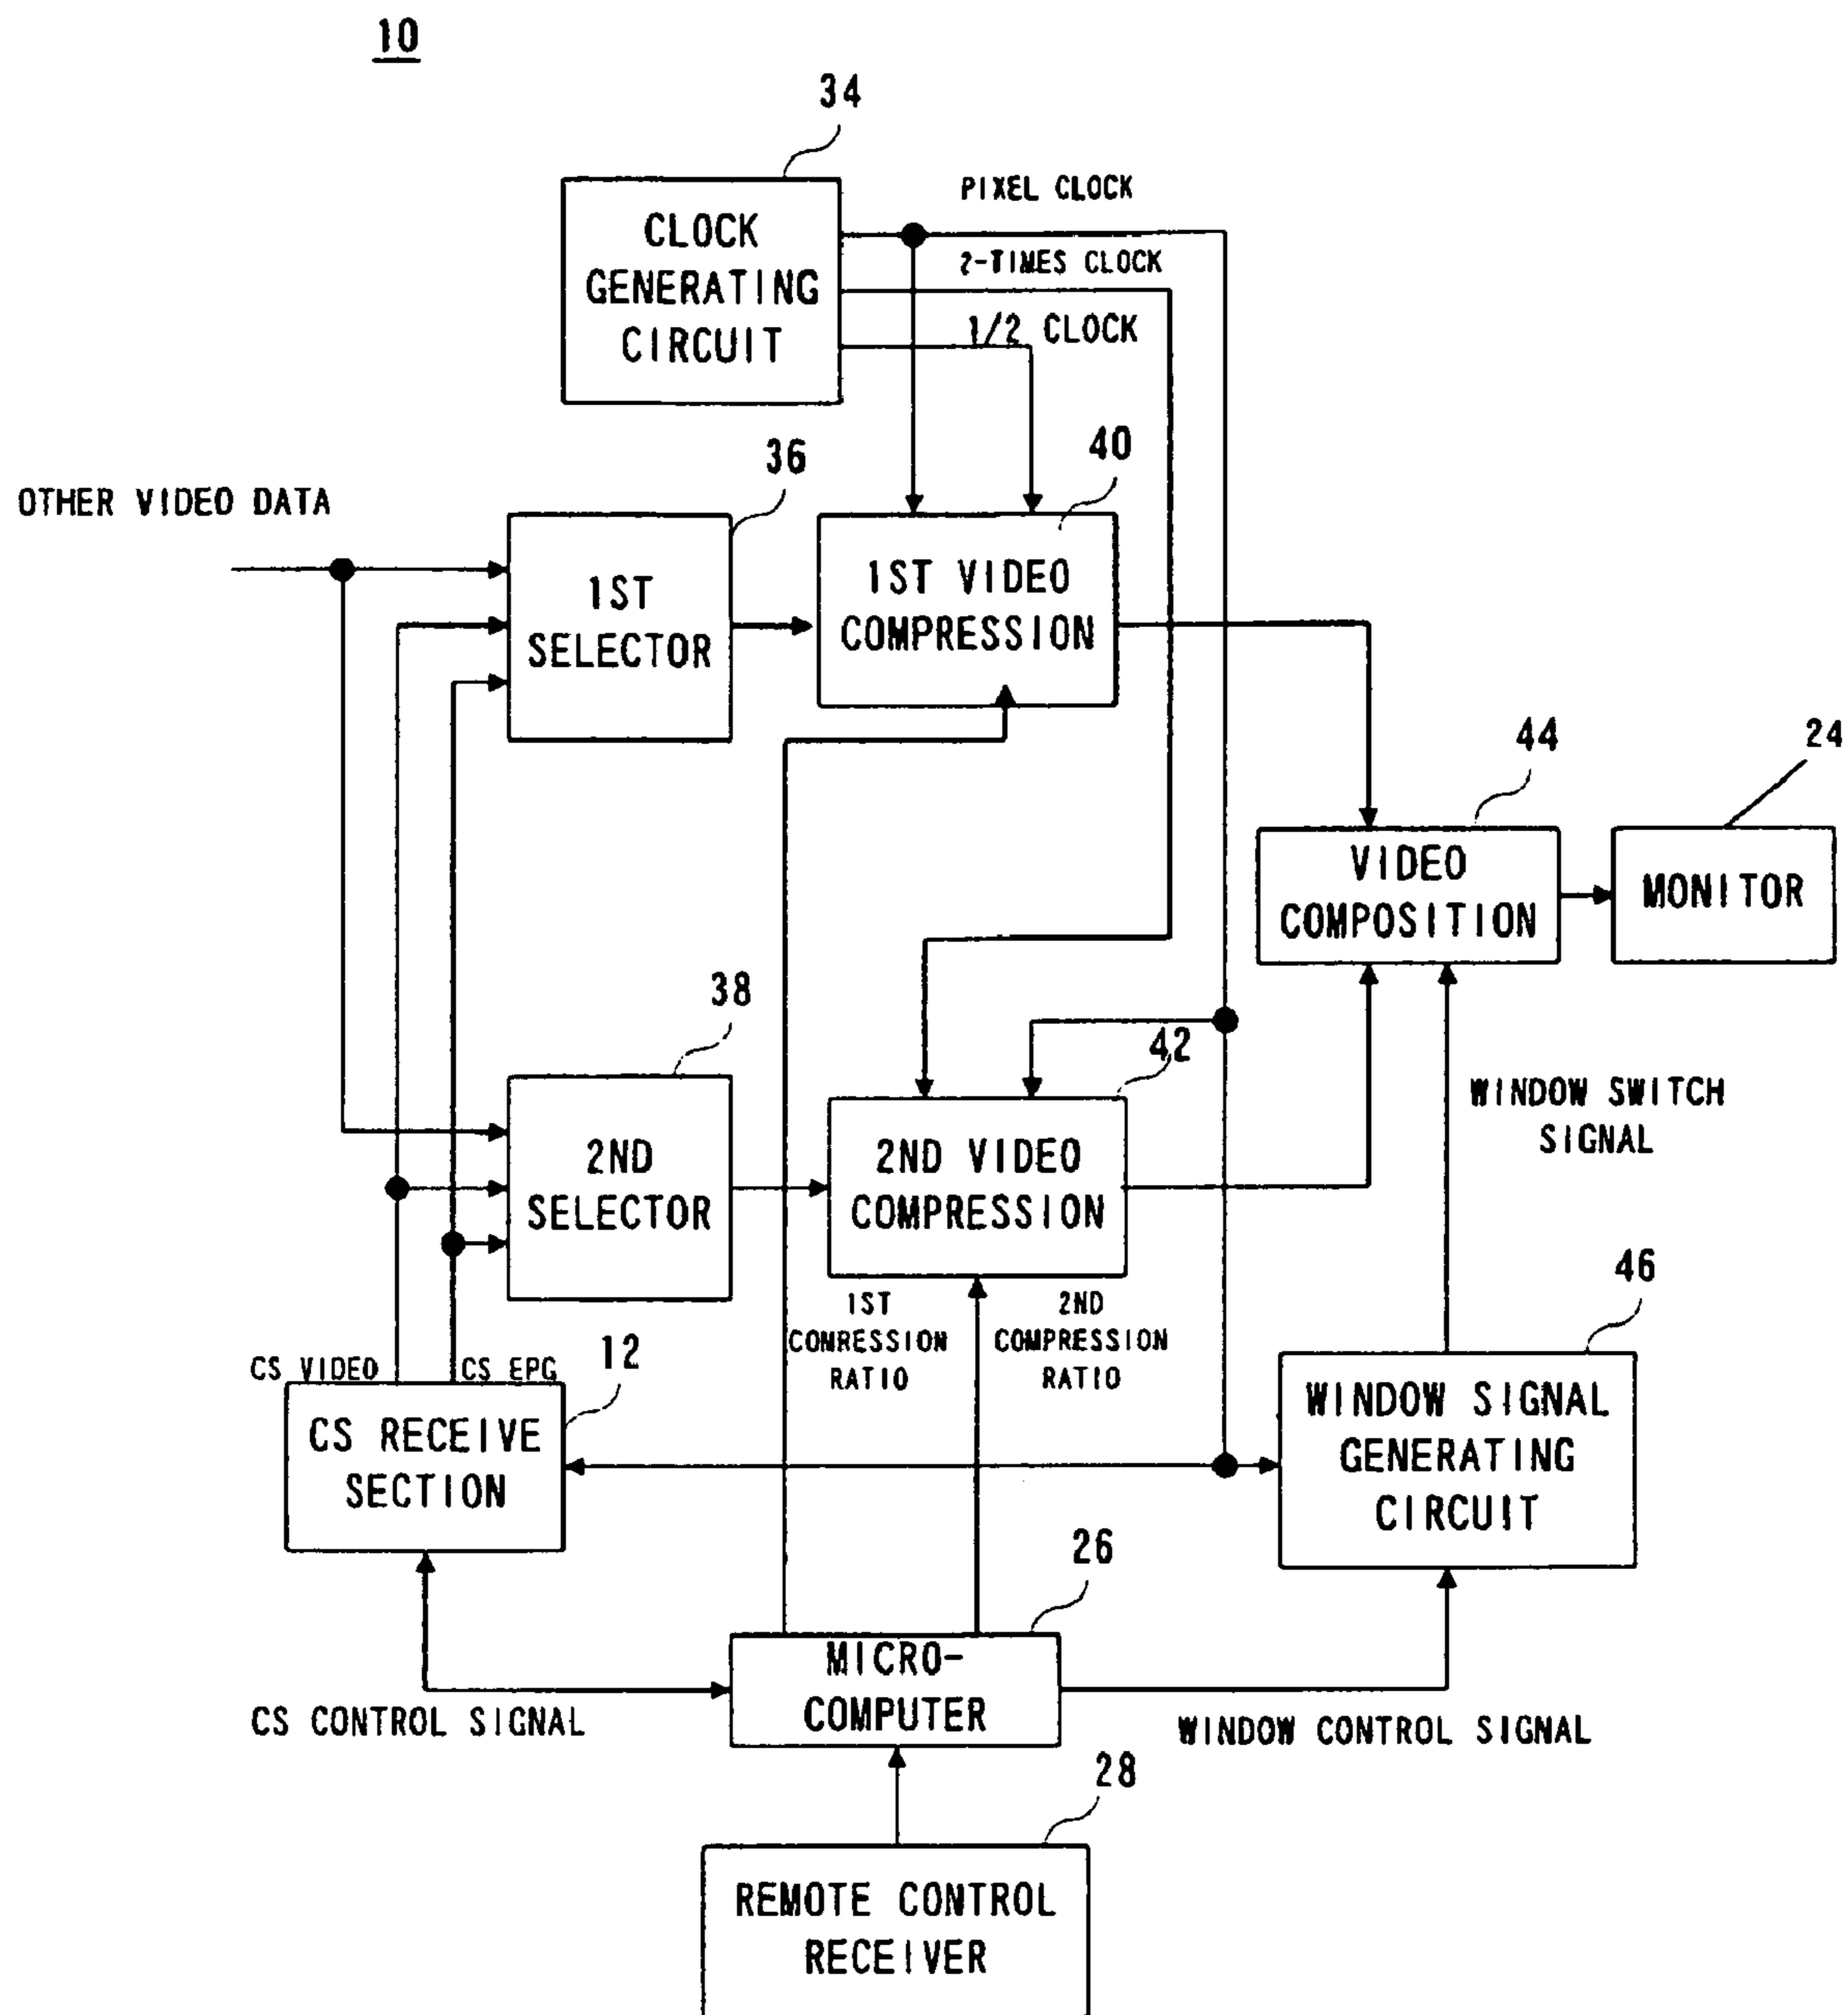 10
34
CLOCK
GENERATING
CIRCUIT
PIXEL CLOCK
2-TIMES CLOCK
1/2 CLOCK
OTHER VIDEO DATA
36
1ST
SELECTOR
40
1ST VIDEO
COMPRESSION
44
VIDEO
COMPOSITION
24
MONITOR
38
2ND
SELECTOR
42
2ND VIDEO
COMPRESSION
WINDOW SWITCH
SIGNAL
1ST
COMRESSION
RATIO
2ND
COMPRESSION
RATIO
46
WINDOW SIGNAL
GENERATING
CIRCUIT
CS VIDEO
CS EPG
12
CS RECEIVE
SECTION
26
MICRO-
COMPUTER
CS CONTROL SIGNAL
WINDOW CONTROL SIGNAL
28
REMOTE CONTROL
RECEIVER